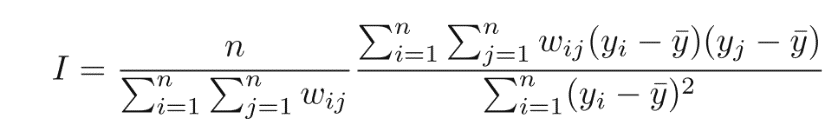 I = \frac{n}{\sum_{i=1}^{n} \sum_{j=1}^{n} w_{ij}} \frac{\sum_{i=1}^{n} \sum_{j=1}^{n} w_{ij}(y_i - \bar{y})(y_j - \bar{y})}{\sum_{i=1}^{n} (y_i - \bar{y})^2}